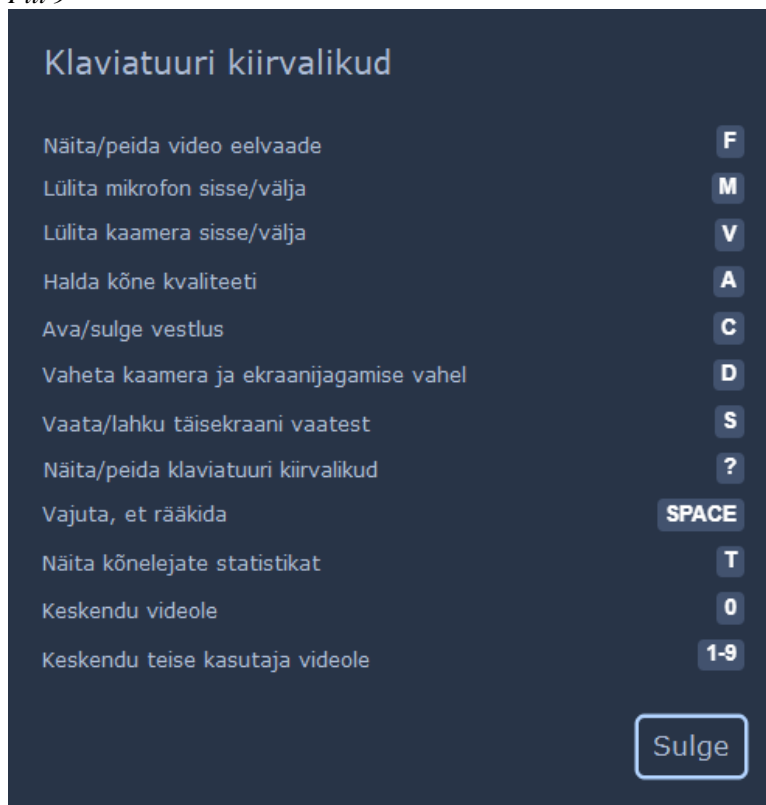 Klaviatuuri kiirvalikud
Näita/peida video eelvaade F
Lülita mikrofon sisse/välja M
Lülita kaamera sisse/välja V
Halda kõne kvaliteeti A
Ava/sulge vestlus C
Vaheta kaamera ja ekraanijagamise vahel D
Vaata/lahku täisekraani vaatest S
Näita/peida klaviatuuri kiirvalikud ?
Vajuta, et rääkida SPACE
Näita kõnelejate statistikat T
Keskendu videole 0
Keskendu teise kasutaja videole 1-9
Sulge